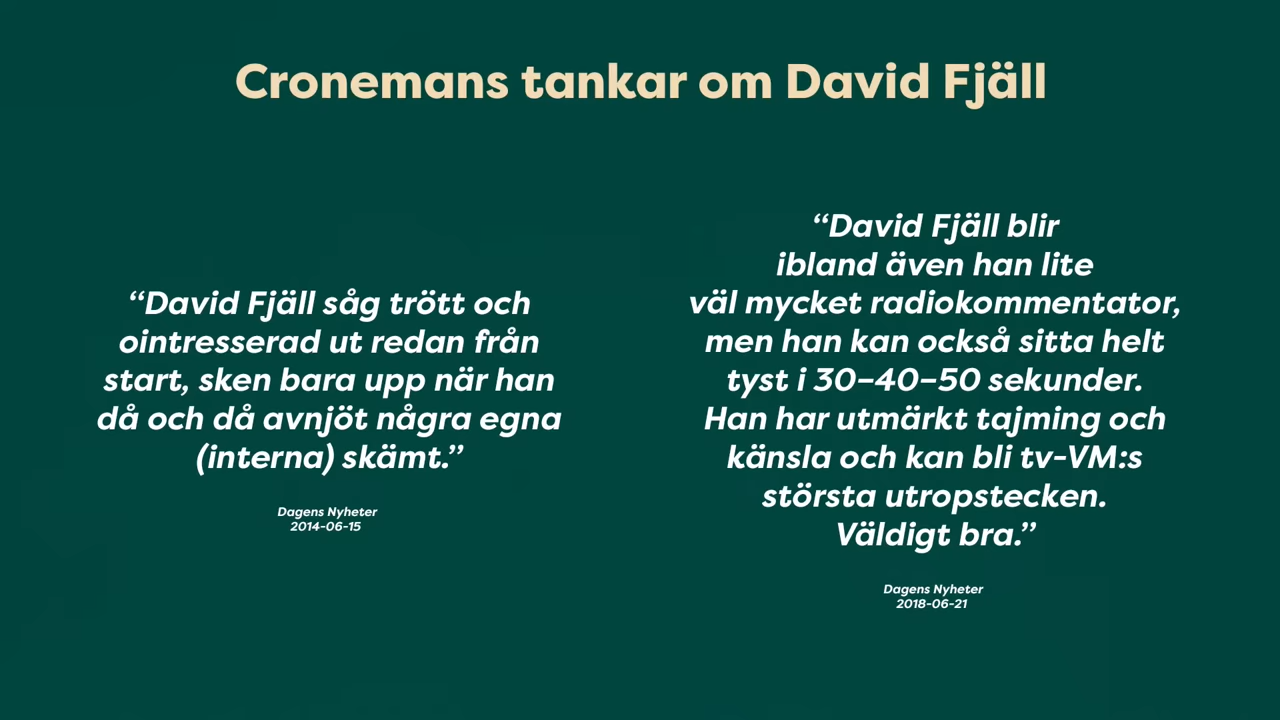 Cronemans tankar om David Fjäll
“David Fjäll såg trött och
ointresserad ut redan från
start, sken bara upp när han
då och då avnjöt några egna
(interna) skämt.”
Dagens Nyheter
2014-06-15
“David Fjäll blir
ibland även han lite
väl mycket radiokommentator,
men han kan också sitta helt
tyst i 30–40–50 sekunder.
Han har utmärkt tajming och
känsla och kan bli tv-VM:s
största utropstecken.
Väldigt bra.”
Dagens Nyheter
2018-06-21